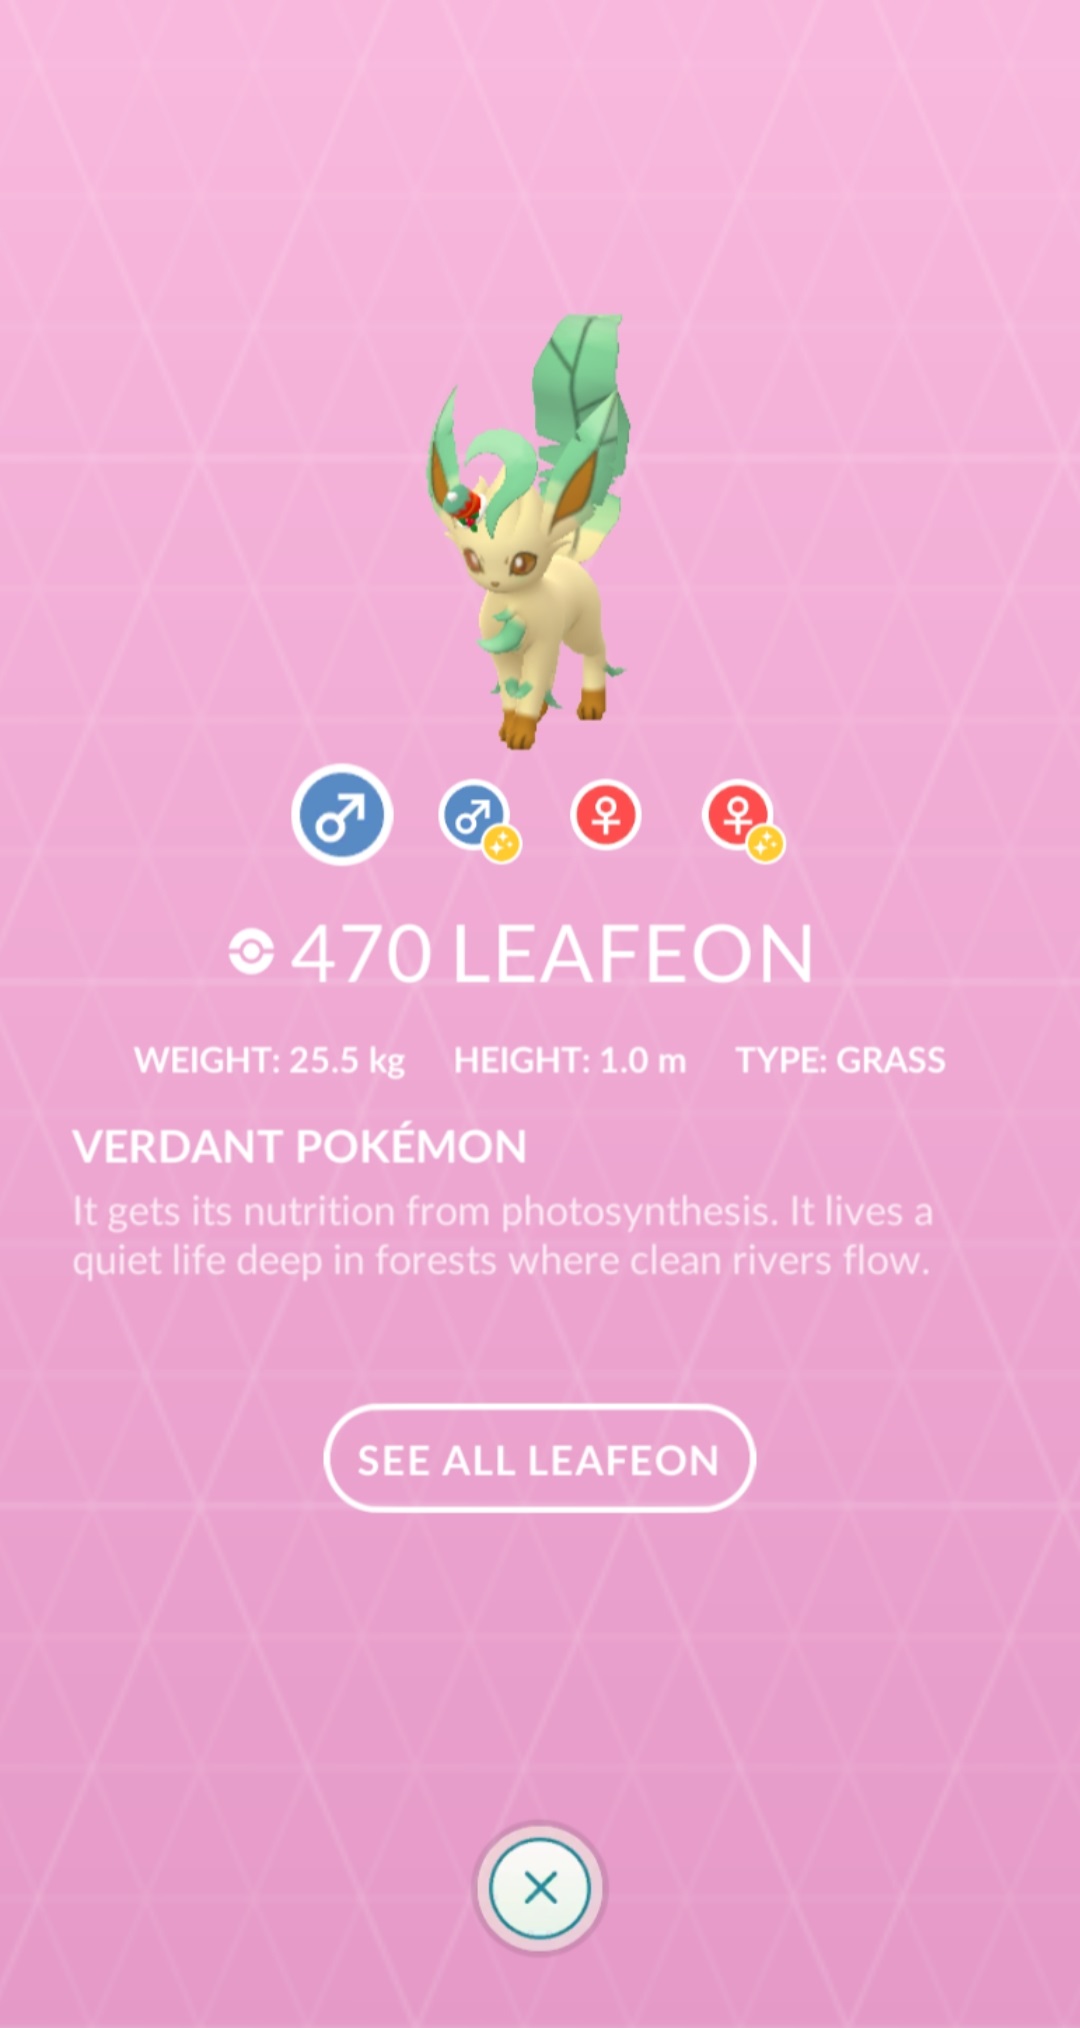 470 LEAFEON
WEIGHT: 25.5 kg HEIGHT: 1.0 m TYPE: GRASS
VERDANT POKÉMON
It gets its nutrition from photosynthesis. It lives a
quiet life deep in forests where clean rivers flow.
SEE ALL LEAFEON